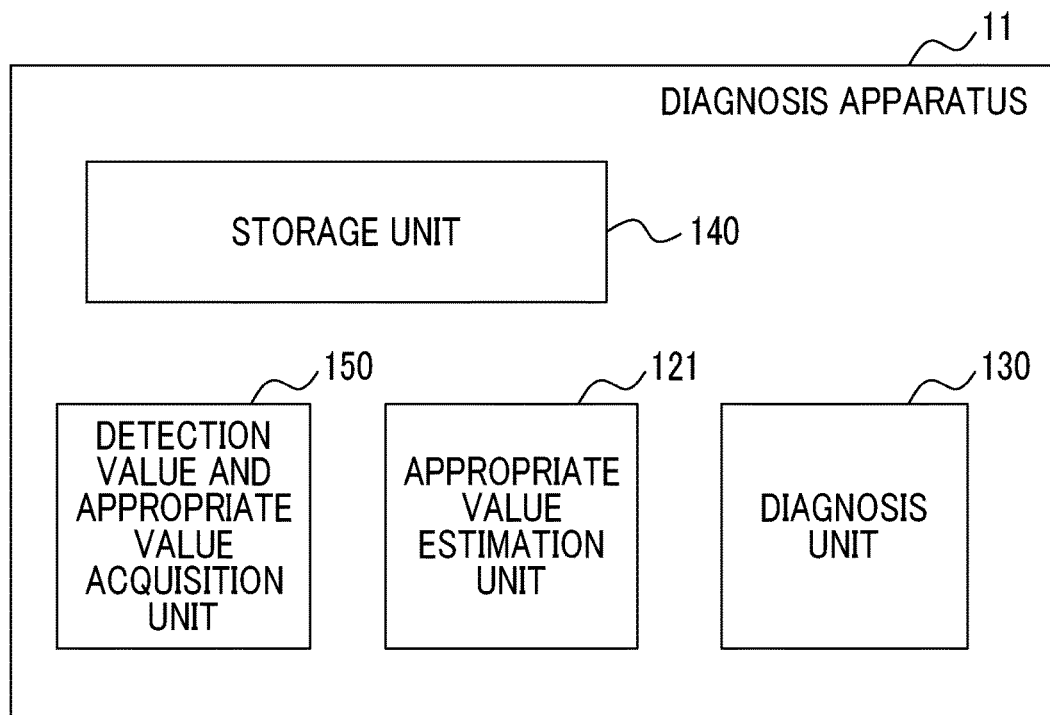 11
DIAGNOSIS APPARATUS
STORAGE UNIT
140
150
DETECTION
VALUE AND
APPROPRIATE
VALUE
ACQUISITION
UNIT
121
APPROPRIATE
VALUE
ESTIMATION
UNIT
130
DIAGNOSIS
UNIT